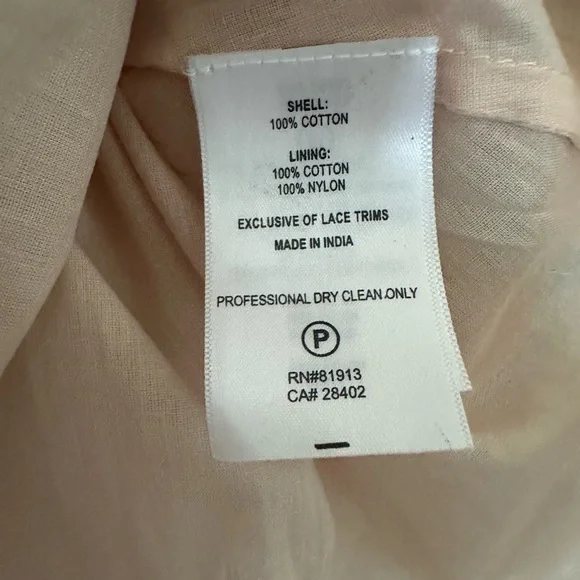 SHELL:
100% COTTON
LINING:
100% COTTON
100% NYLON
EXCLUSIVE OF LACE TRIMS
MADE IN INDIA
PROFESSIONAL DRY CLEAN ONLY
P
RN#81913
CA# 28402